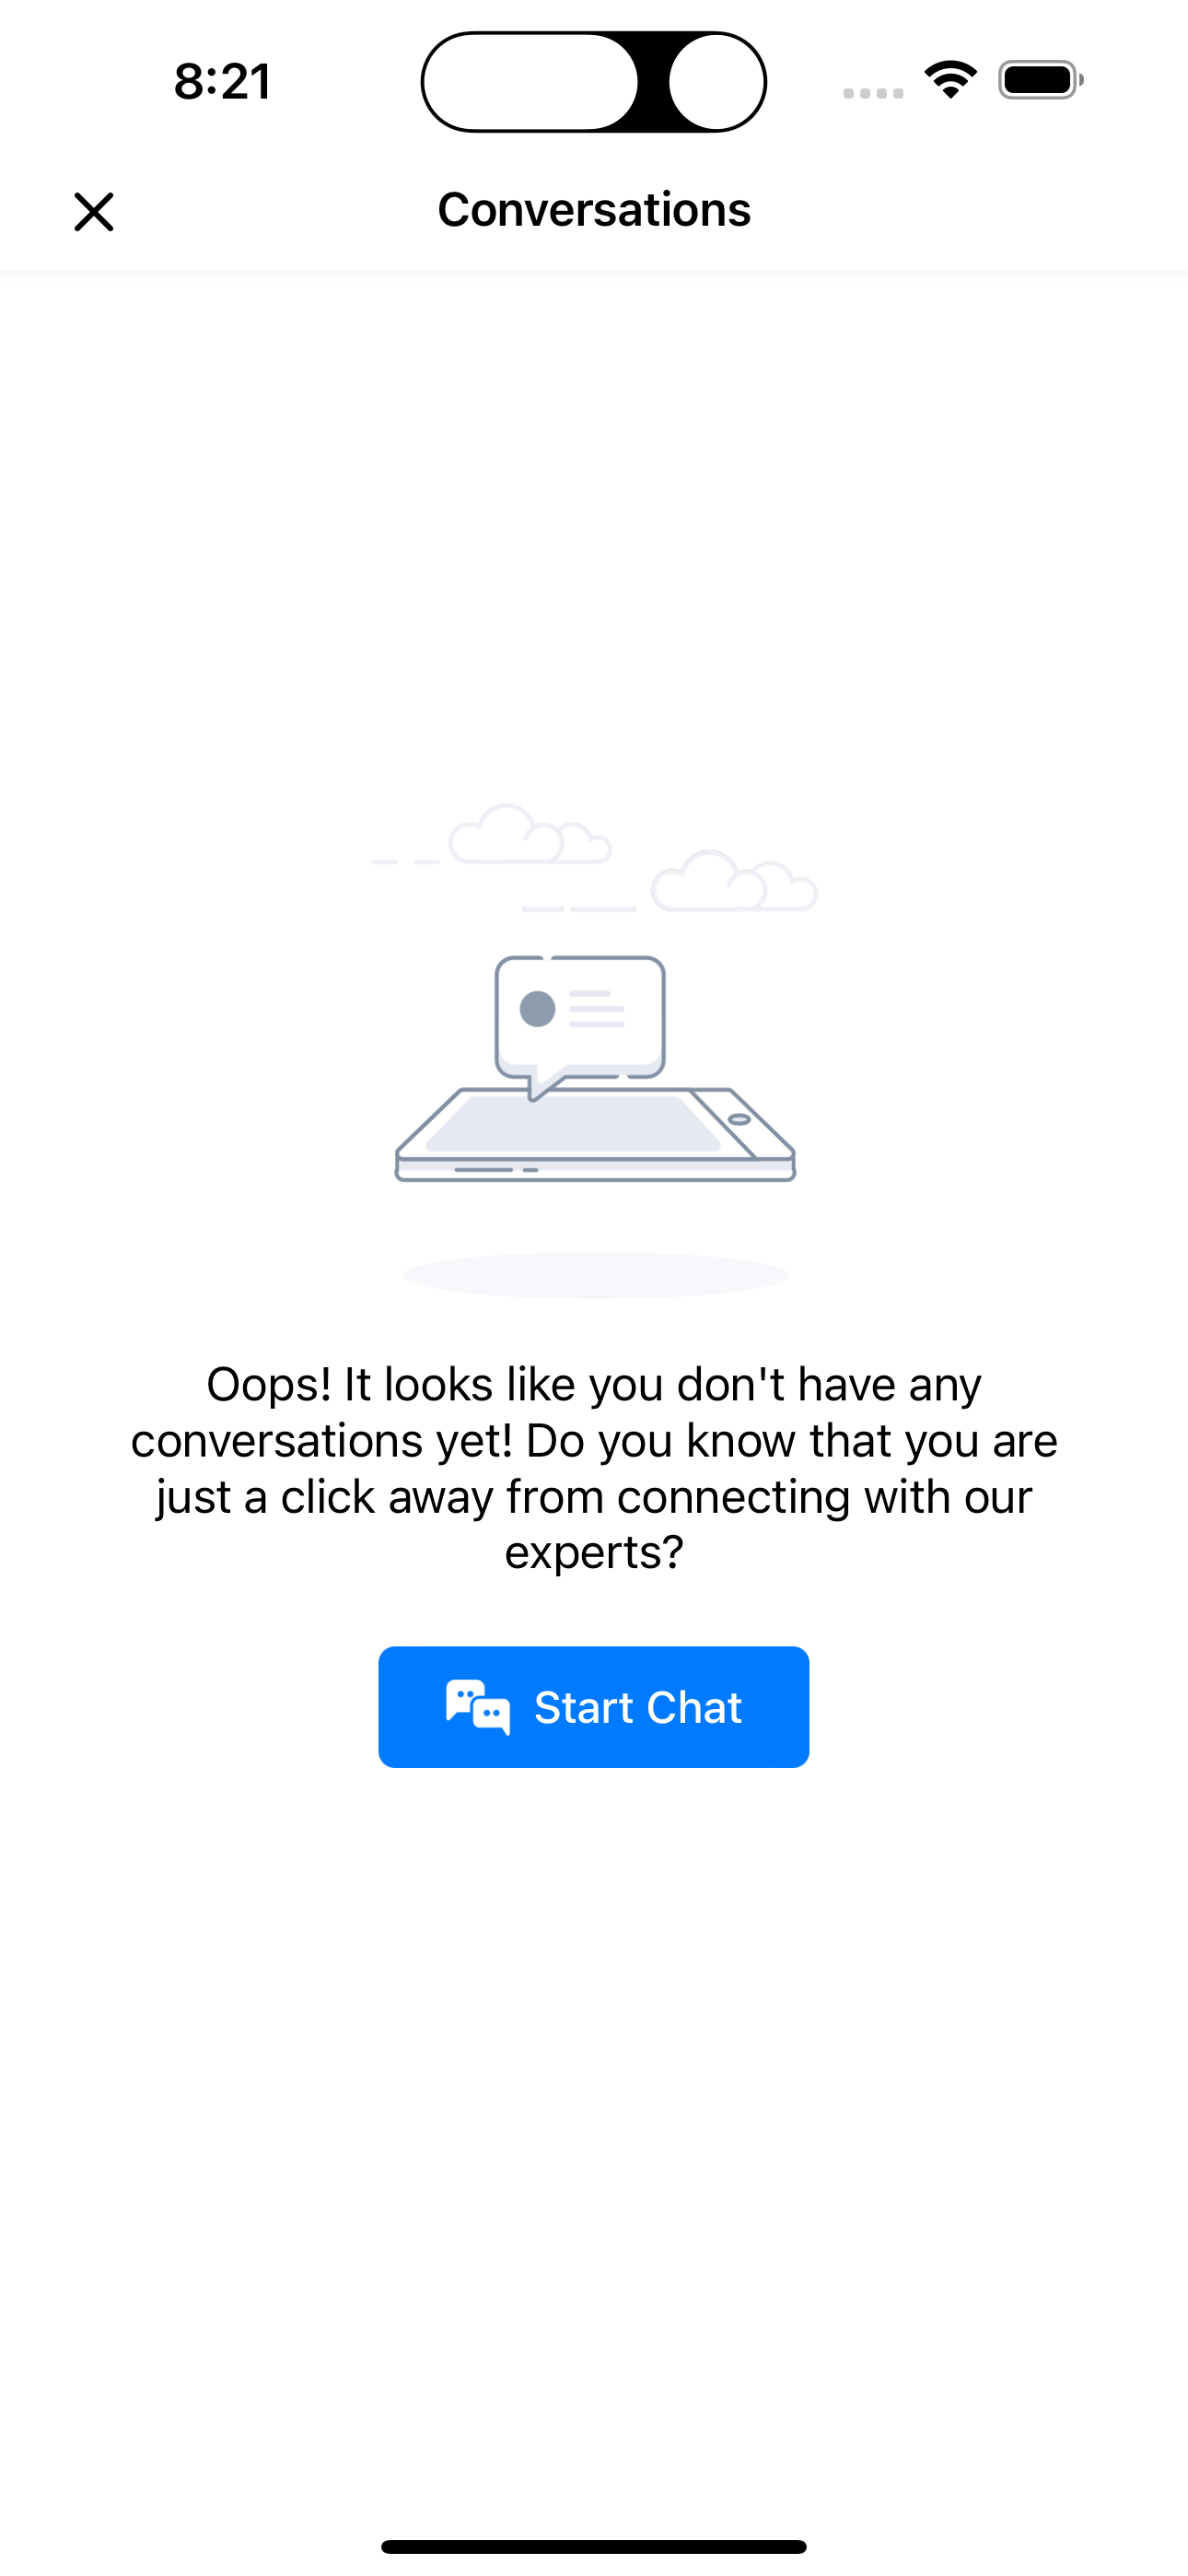 8:21
Conversations
Oops! It looks like you don't have any
conversations yet! Do you know that you are
just a click away from connecting with our
experts?
Start Chat